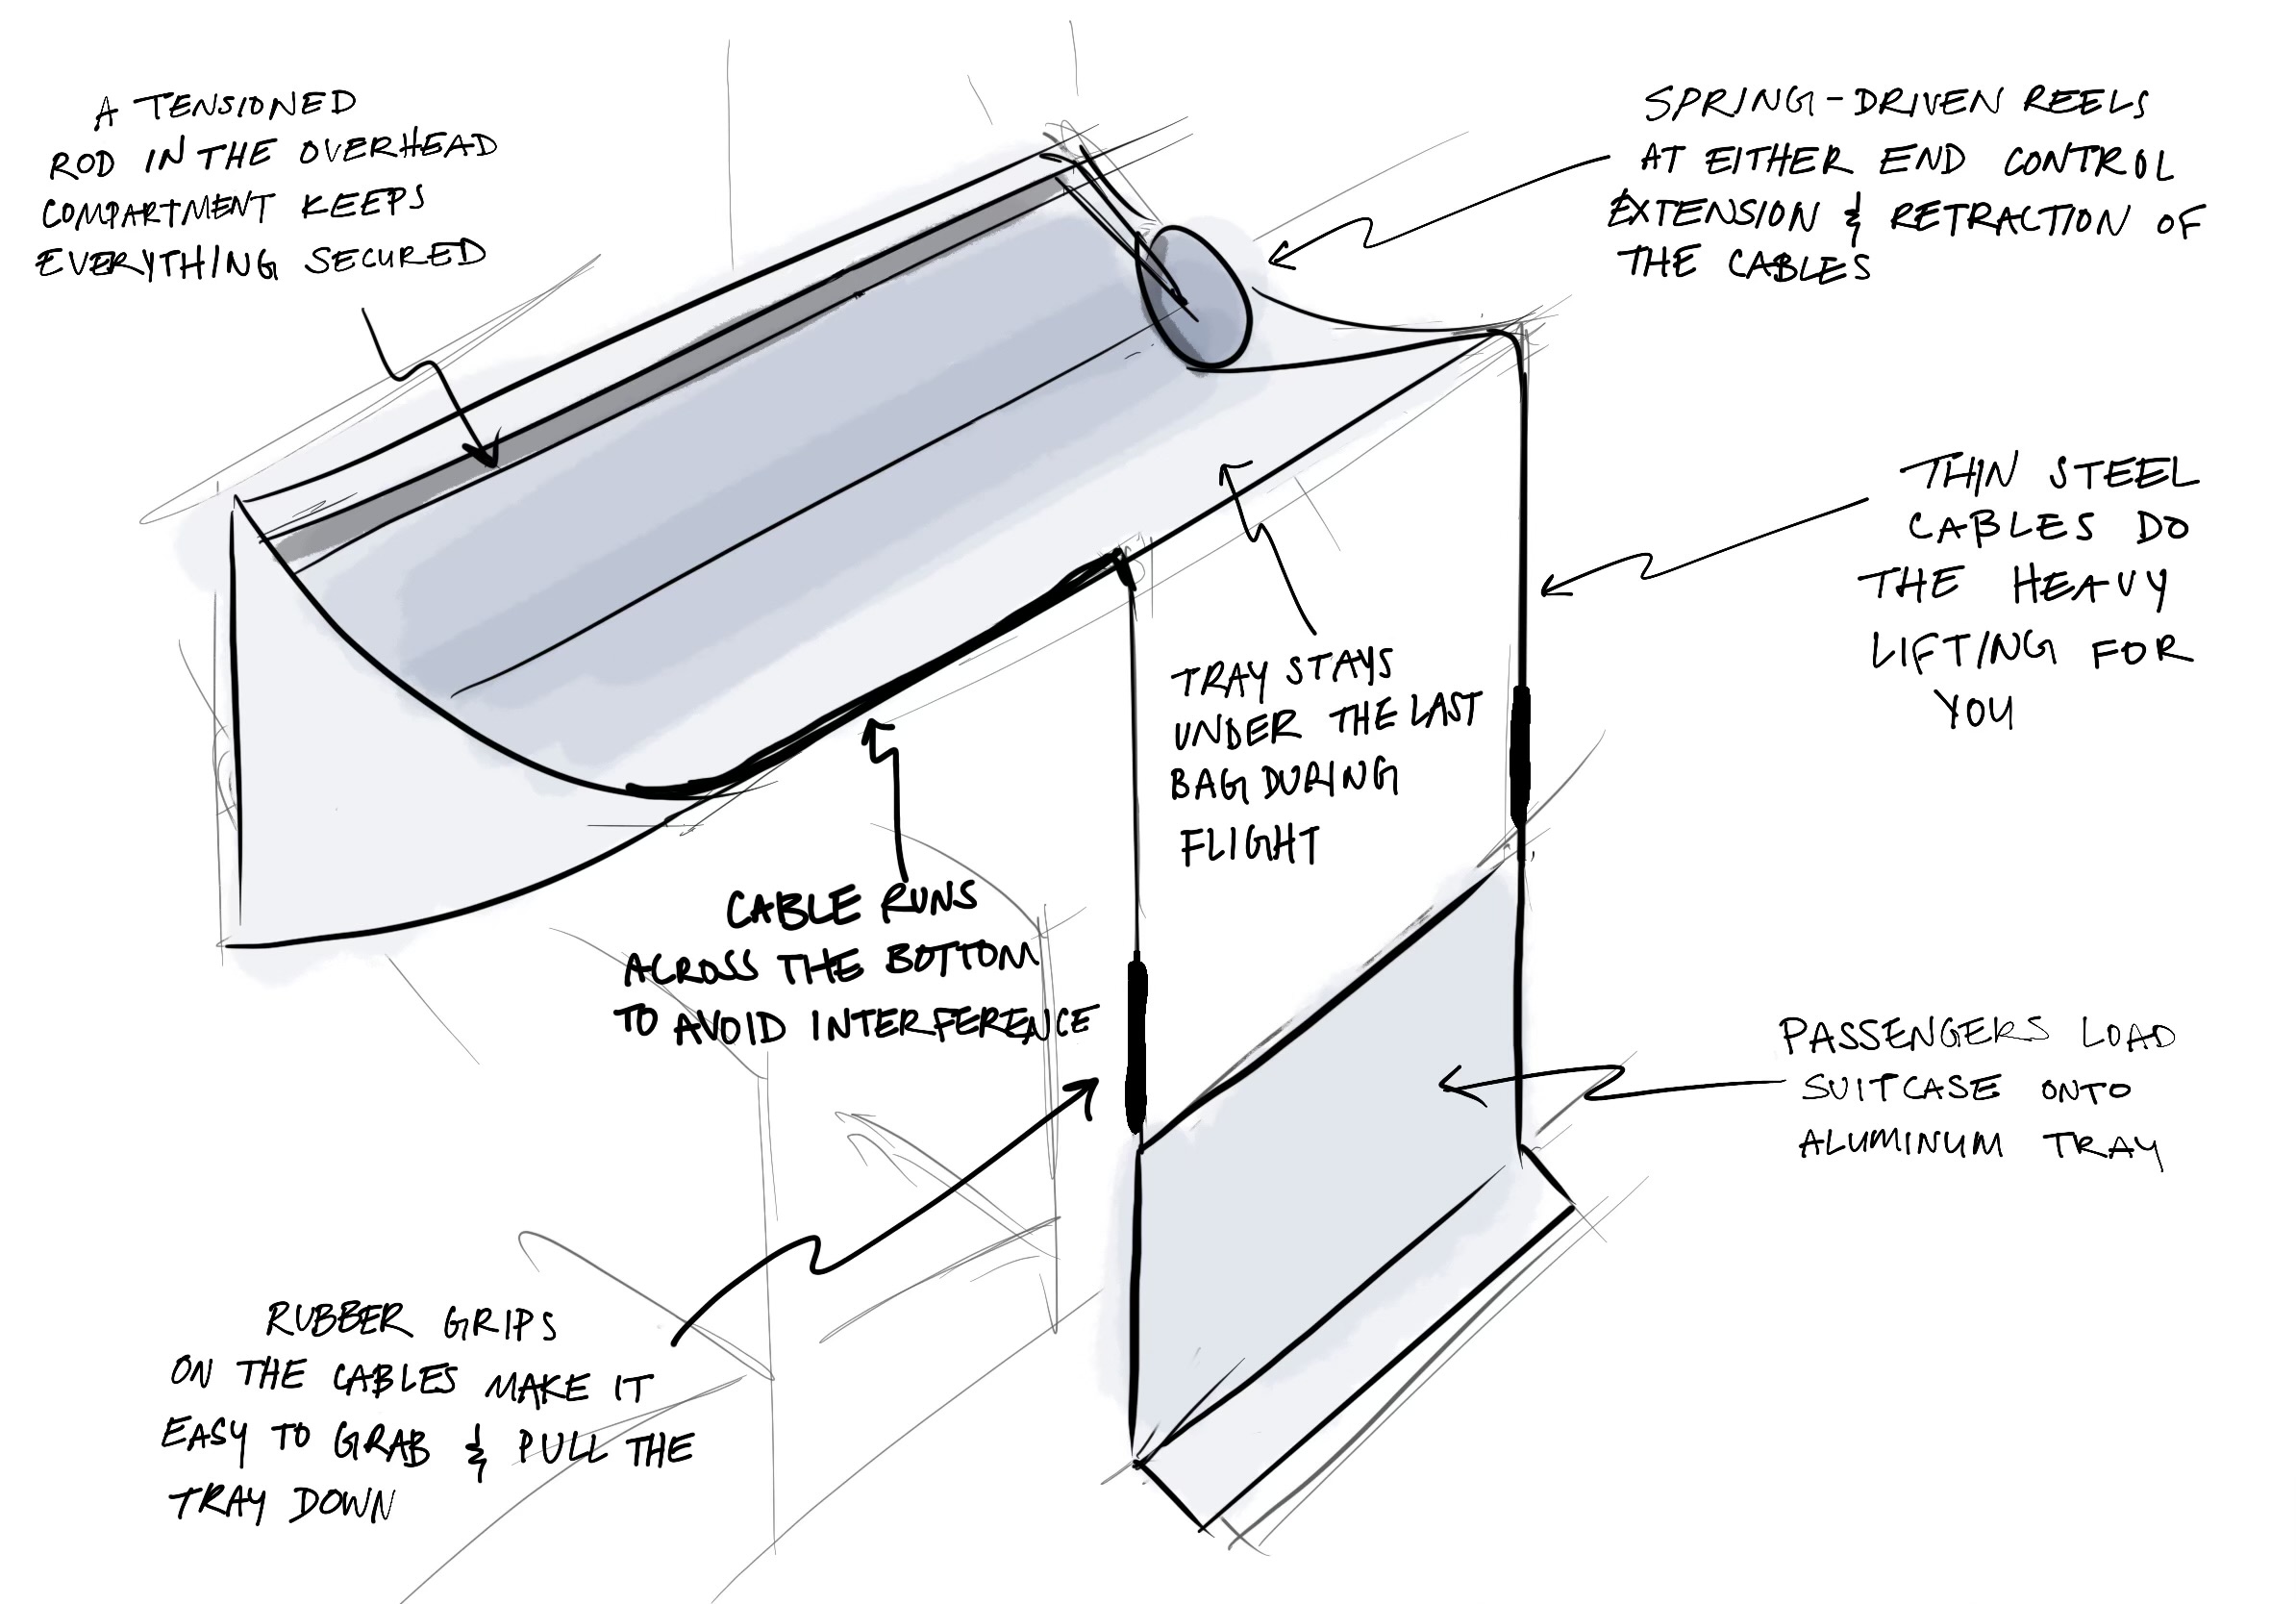 A TENSIONED
ROD IN THE OVERHEAD
COMPARTMENT KEEPS
EVERYTHING SECURED
SPRING-DRIVEN REELS
AT EITHER END CONTROL
EXTENSION & RETRACTION OF
THE CABLES
THIN STEEL
CABLES DO
THE HEAVY
LIFTING FOR
YOU
TRAY STAYS
UNDER THE LAST
BAG DURING
FLIGHT
CABLE RUNS
ACROSS THE BOTTOM
TO AVOID INTERFERENCE
PASSENGERS LOAD
SUITCASE ONTO
ALUMINUM TRAY
RUBBER GRIPS
ON THE CABLES MAKE IT
EASY TO GRAB & PULL THE
TRAY DOWN